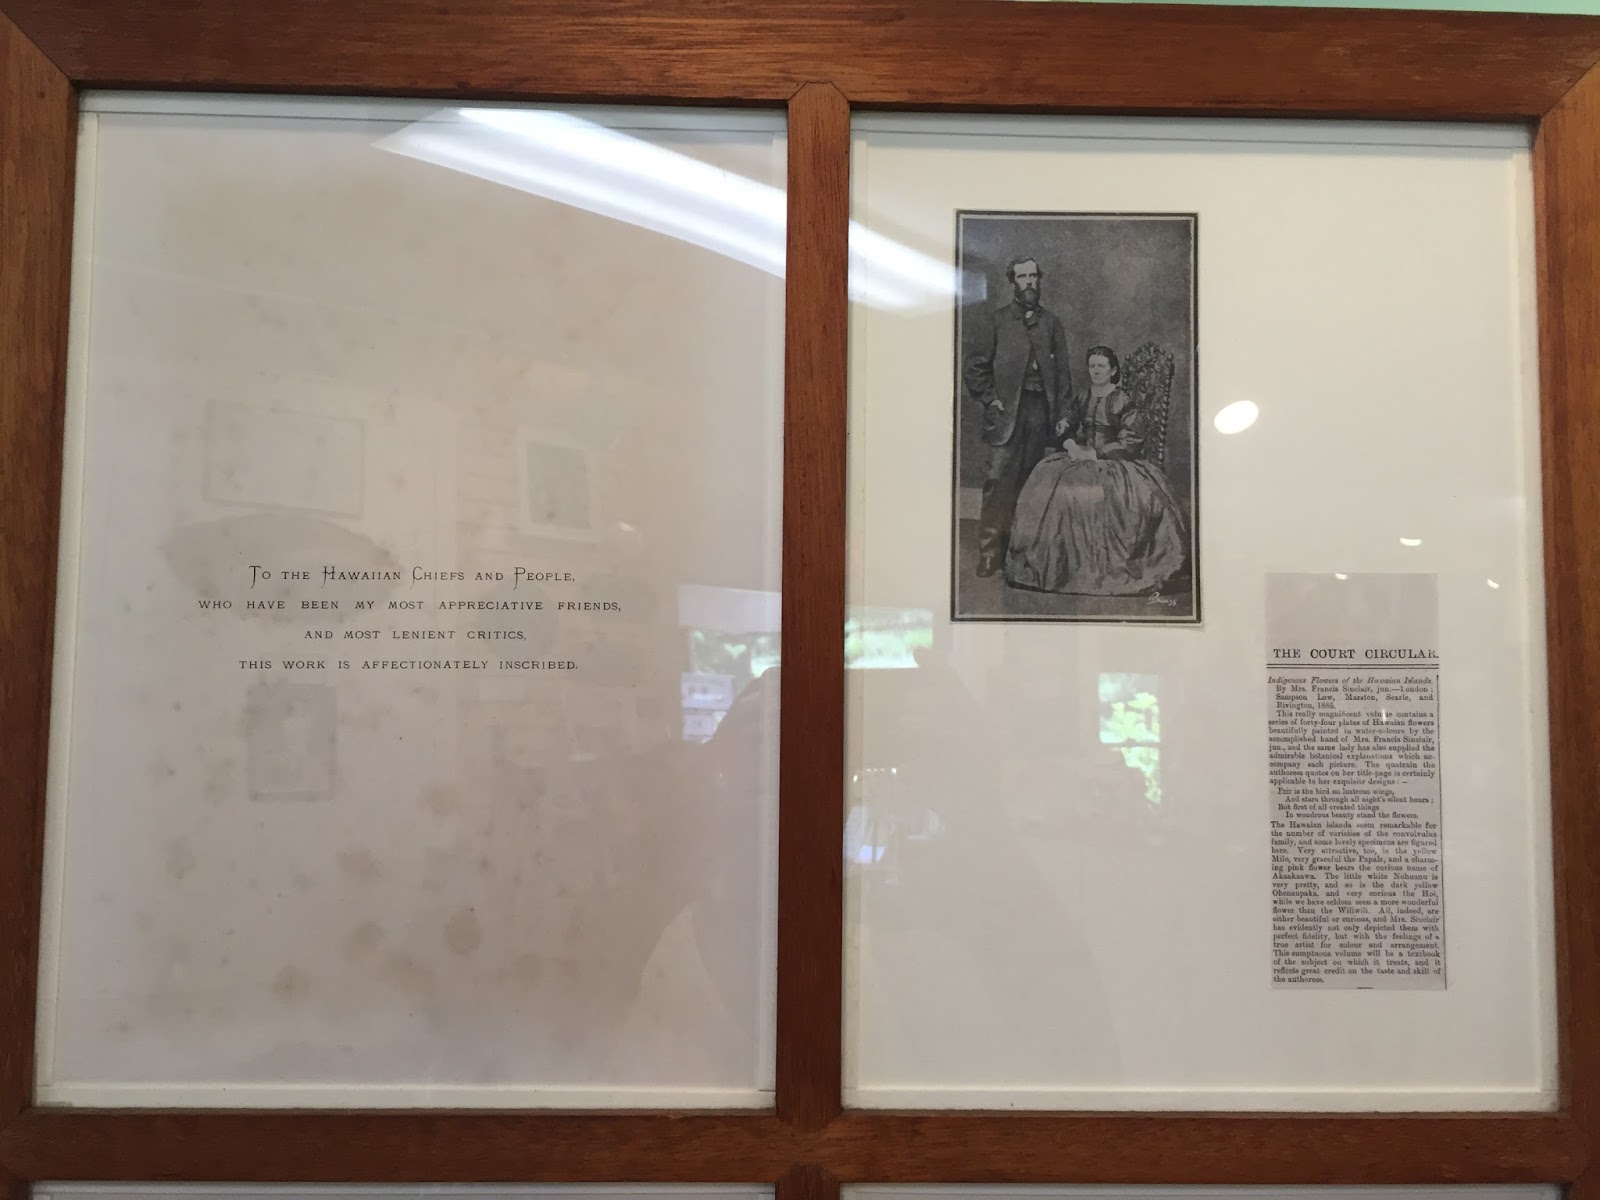 To the Hawaiian Chiefs and People,
who have been my most appreciative friends,
and most lenient critics,
this work is affectionately inscribed.
THE COURT CIRCULAR.
Indigenous Flowers of the Hawaiian Islands.
By Mrs. Francis Sinclair, jun.—London:
Sampson Low, Marston, Searle, and
Rivington, 1885.
This really magnificent volume contains a
series of forty-four plates of Hawaiian flowers
beautifully painted in water-colours by the
accomplished hand of Mrs. Francis Sinclair,
jun., and the same lady has also supplied the
admirable botanical explanations which ac-
company each picture. The quatrain the
authoress quotes on her title-page is certainly
applicable to her exquisite designs:—
Fair is the bird on lustrous wings,
And stars through all night's silent hours;
But first of all created things
In wondrous beauty stand the flowers.
The Hawaian islands seem remarkable for
the number of varieties of the convolvulus
family, and some lovely specimens are figured
here. Very attractive, too, is the yellow
Milo, very graceful the Papala, and a charm-
ing pink flower bears the curious name of
Akaakaawa. The little white Nohuanu is
very pretty, and so is the dark yellow
Ohenaupaka, and very curious the Hoi,
while we have seldom seen a more wonderful
flower than the Wiliwili. All, indeed, are
either beautiful or curious, and Mrs. Sinclair
has evidently not only depicted them with
perfect fidelity, but with the feelings of a
true artist for colour and arrangement.
This sumptuous volume will be a textbook
of the subject on which it treats, and it
reflects great credit on the taste and skill of
the authoress.